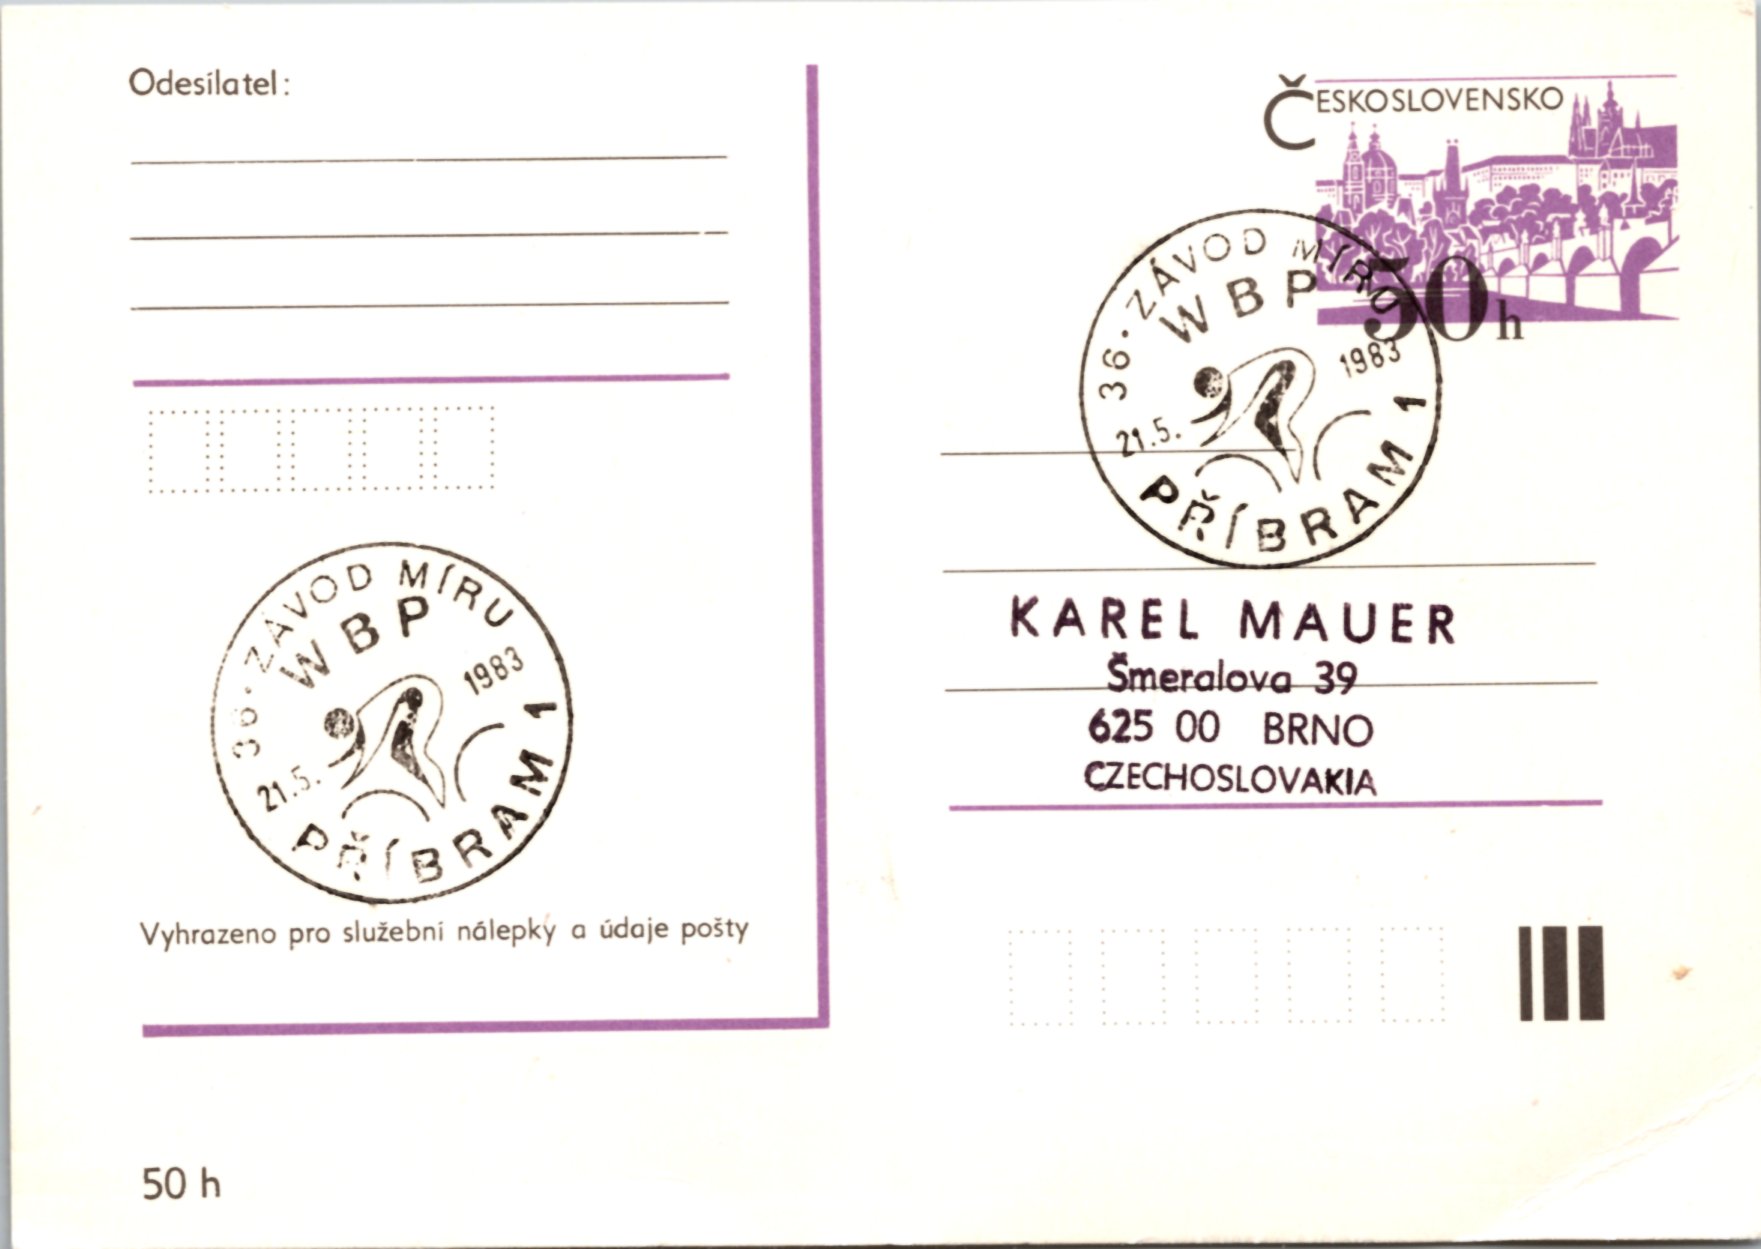 Odesílatel:
ČESKOSLOVENSKO
50h
36. ZÁVOD MÍRU
WBP
1983
21.5.
PŘÍBRAM 1
KAREL MAUER
Šmeralova 39
625 00 BRNO
CZECHOSLOVAKIA
36. ZÁVOD MÍRU
WBP
1983
21.5.
PŘÍBRAM 1
Vyhrazeno pro služební nálepky a údaje pošty
50 h